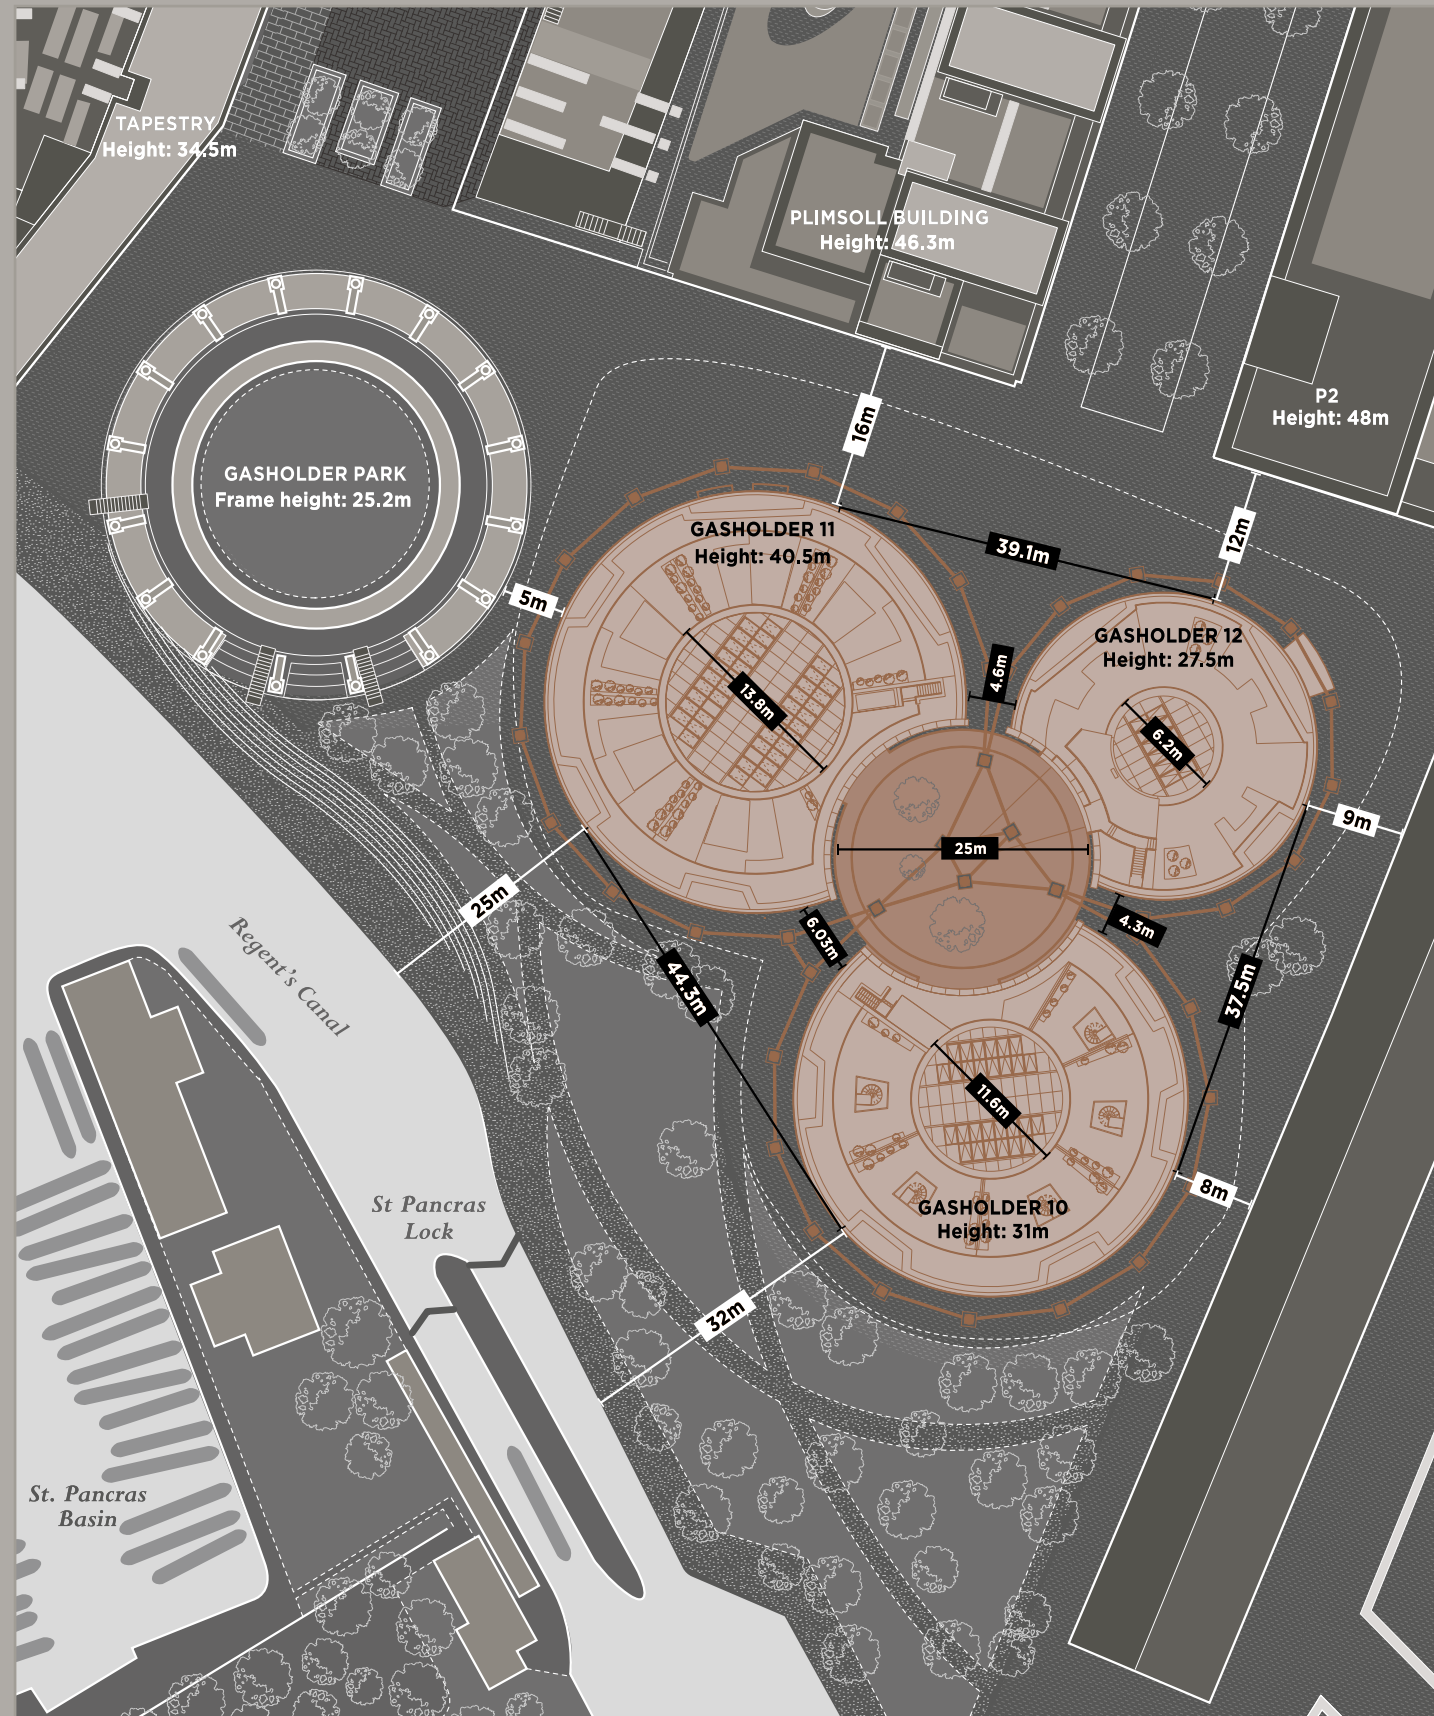 TAPESTRY
Height: 34.5m
PLIMSOLL BUILDING
Height: 46.3m
P2
Height: 48m
16m
12m
GASHOLDER PARK
Frame height: 25.2m
GASHOLDER 11
Height: 40.5m
39.1m
5m
GASHOLDER 12
Height: 27.5m
4.6m
13.8m
6.2m
9m
25m
25m
4.3m
6.03m
44.3m
37.5m
Regent's Canal
11.6m
St Pancras
Lock
GASHOLDER 10
Height: 31m
8m
32m
St. Pancras
Basin